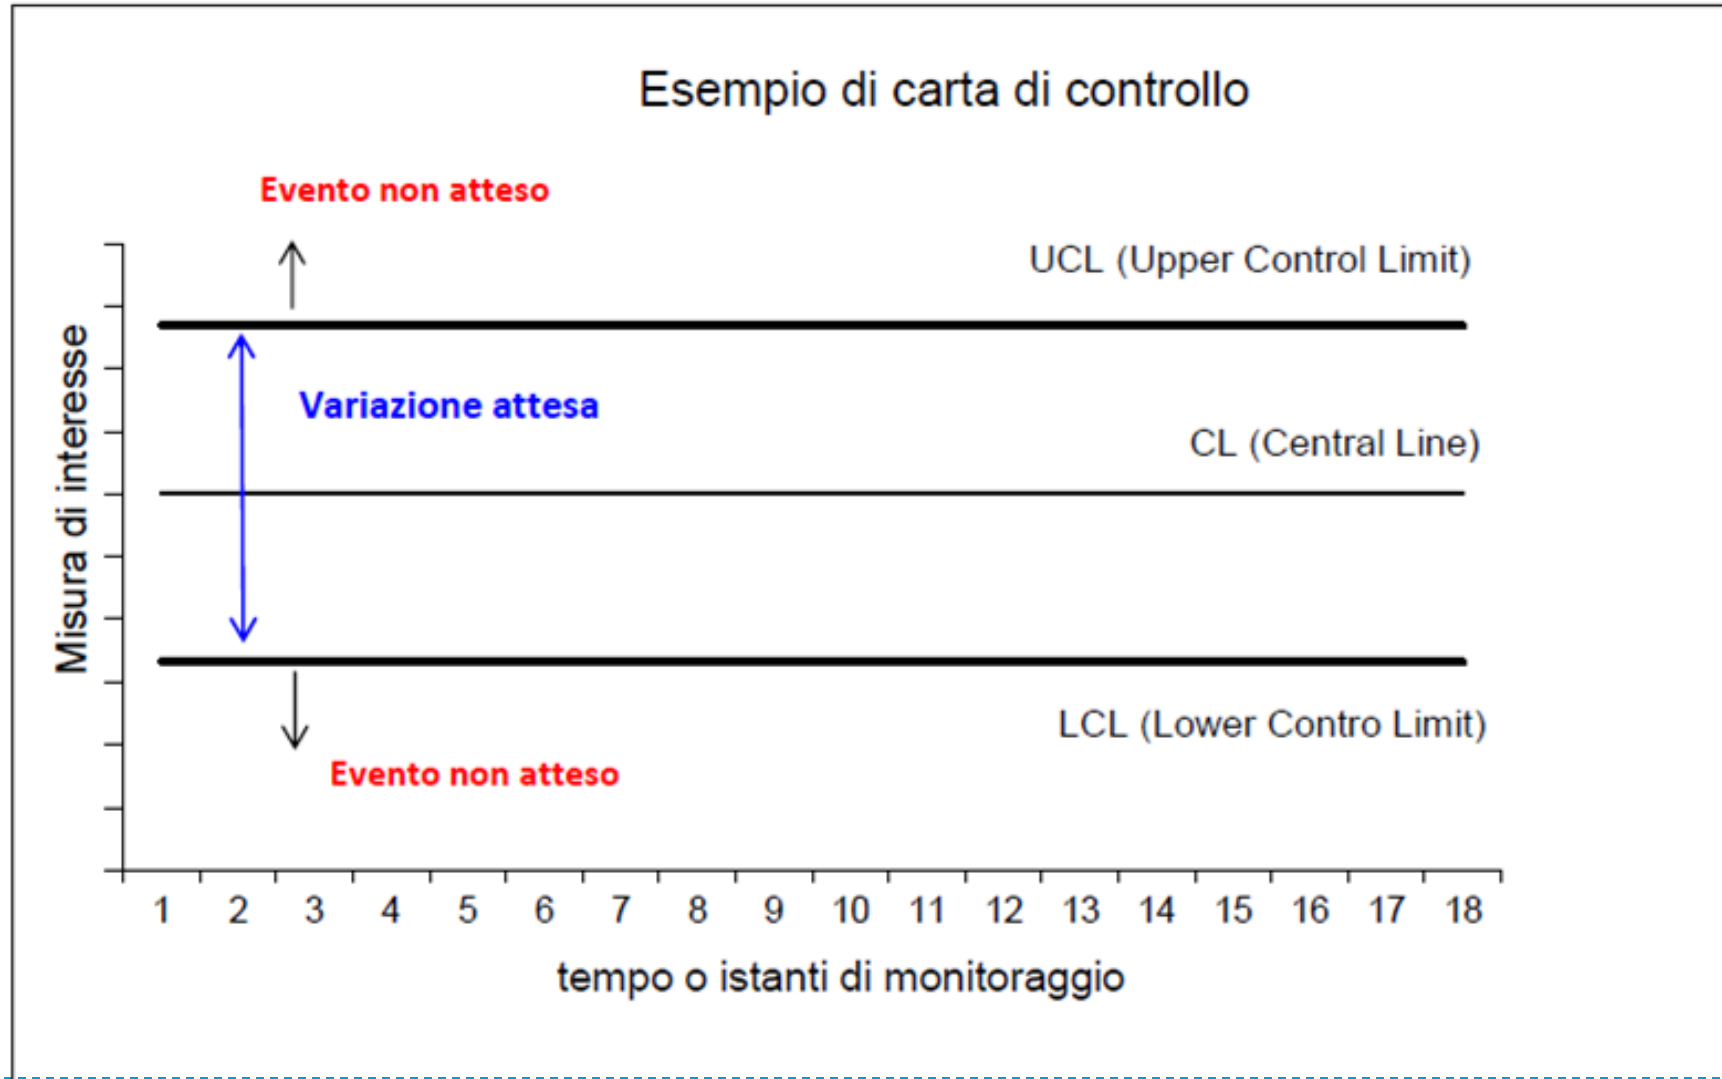 Esempio di carta di controllo
Evento non atteso
UCL (Upper Control Limit)
Variazione attesa
CL (Central Line)
Misura di interesse
LCL (Lower Contro Limit)
Evento non atteso
1 2 3 4 5 6 7 8 9 10 11 12 13 14 15 16 17 18
tempo o istanti di monitoraggio